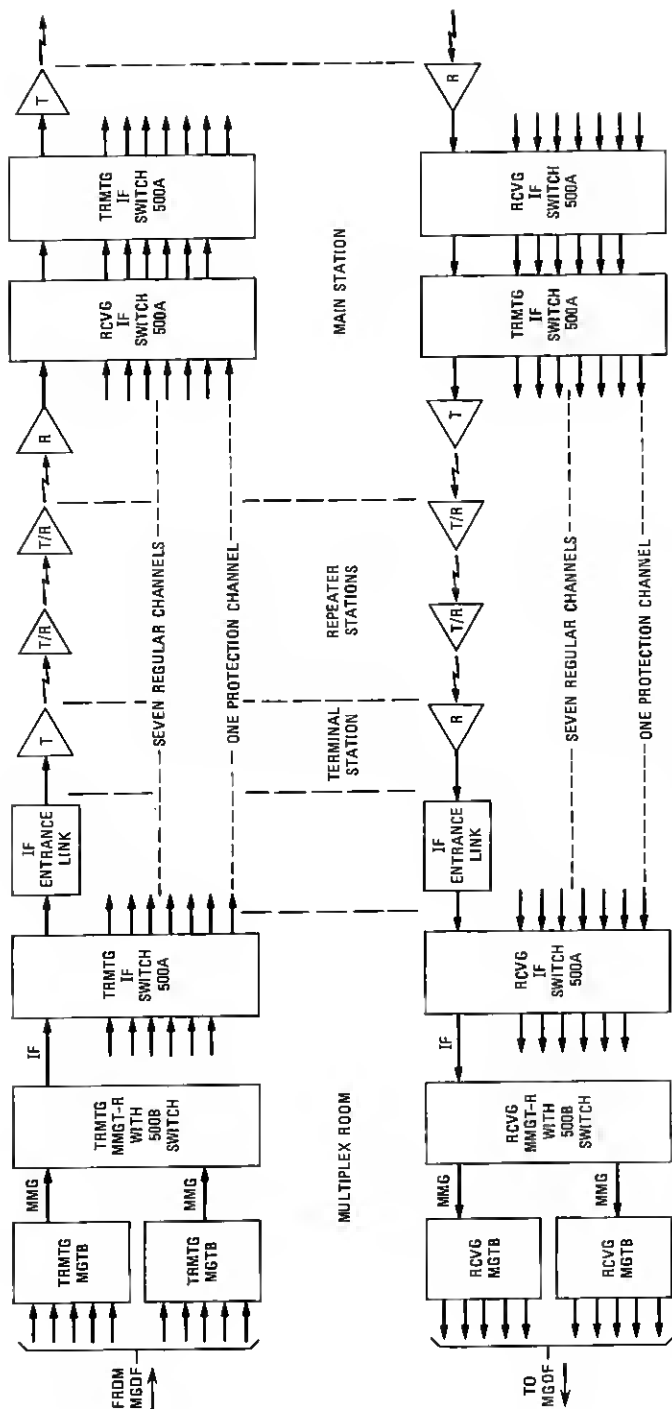 FROM
MGDF
TRMTG
MGTB
TRMTG
MGTB
MMG
MMG
TRMTG
MMGT-R
WITH
500B
SWITCH
IF
TRMTG
IF
SWITCH
500A
IF
ENTRANCE
LINK
T
T/R
T/R
R
RCVG
IF
SWITCH
500A
TRMTG
IF
SWITCH
500A
T
SEVEN REGULAR CHANNELS
ONE PROTECTION CHANNEL
MULTIPLEX ROOM
TERMINAL
STATION
REPEATER
STATIONS
MAIN STATION
TO
MGDF
RCVG
MGTB
RCVG
MGTB
MMG
MMG
RCVG
MMGT-R
WITH
500B
SWITCH
IF
RCVG
IF
SWITCH
500A
IF
ENTRANCE
LINK
R
T/R
T/R
T
TRMTG
IF
SWITCH
500A
RCVG
IF
SWITCH
500A
R
SEVEN REGULAR CHANNELS
ONE PROTECTION CHANNEL